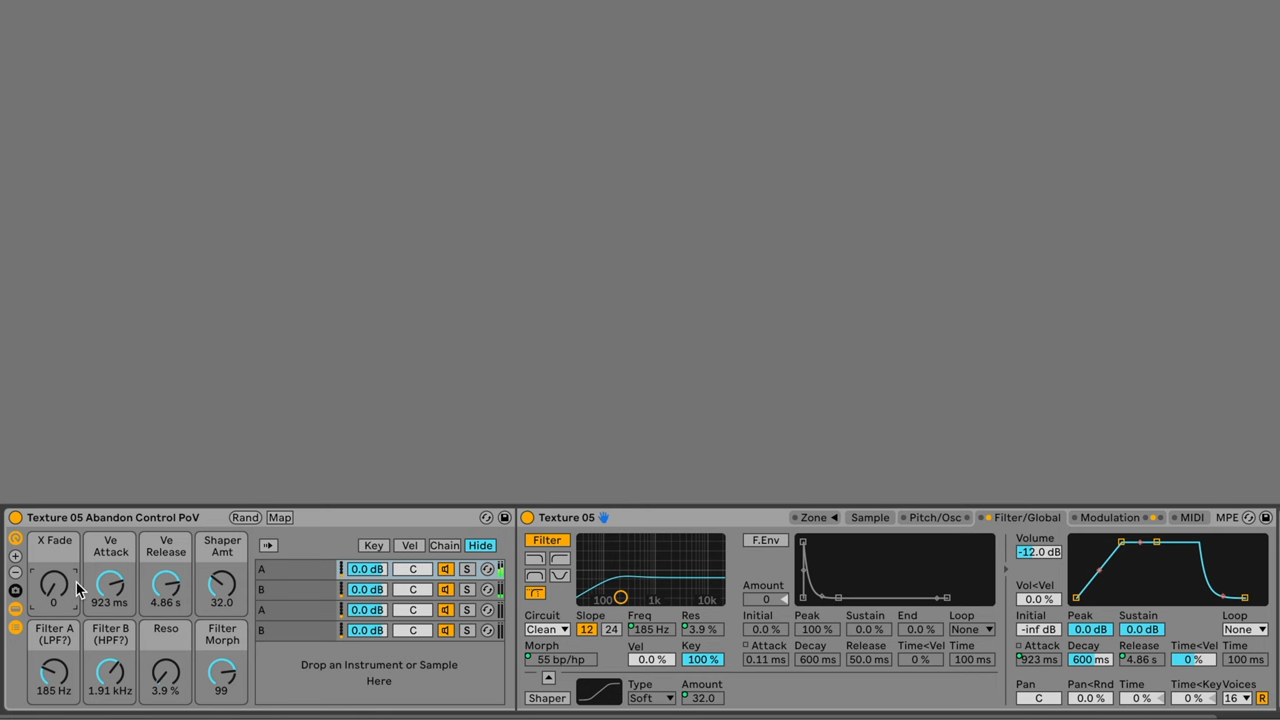 Texture 05 Abandon Control PoV Rand Map
X Fade Ve Attack Ve Release Shaper Amt
0 923 ms 4.86 s 32.0
Filter A (LPF?) Filter B (HPF?) Reso Filter Morph
185 Hz 1.91 kHz 3.9 % 99
Key Vel Chain Hide
A 0.0 dB C S
B 0.0 dB C S
A 0.0 dB C S
B 0.0 dB C S
Drop an Instrument or Sample
Here
Texture 05 Zone Sample Pitch/Osc Filter/Global Modulation MIDI MPE
Filter
100 1k
Circuit Slope Freq Res
Clean 12 24 185 Hz 3.9 %
Morph Vel Key
55 bp/hp 0.0 % 100 %
Shaper Type Amount
Soft 32.0
F.Env
Amount
0
Initial Peak Sustain End Loop
0.0 % 100 % 0.0 % 0.0 % None
Attack Decay Release Time<Vel Time
0.11 ms 600 ms 50.0 ms 0 % 100 ms
Volume
-12.0 dB
Vol<Vel
0.0 %
Initial Peak Sustain Loop
-inf dB 0.0 dB 0.0 dB None
Attack Decay Release Time<Vel Time
923 ms 600 ms 4.86 s 0 % 100 ms
Pan Pan<Rnd Time Time<Key Voices
C 0.0 % 0 % 0 % 16 R